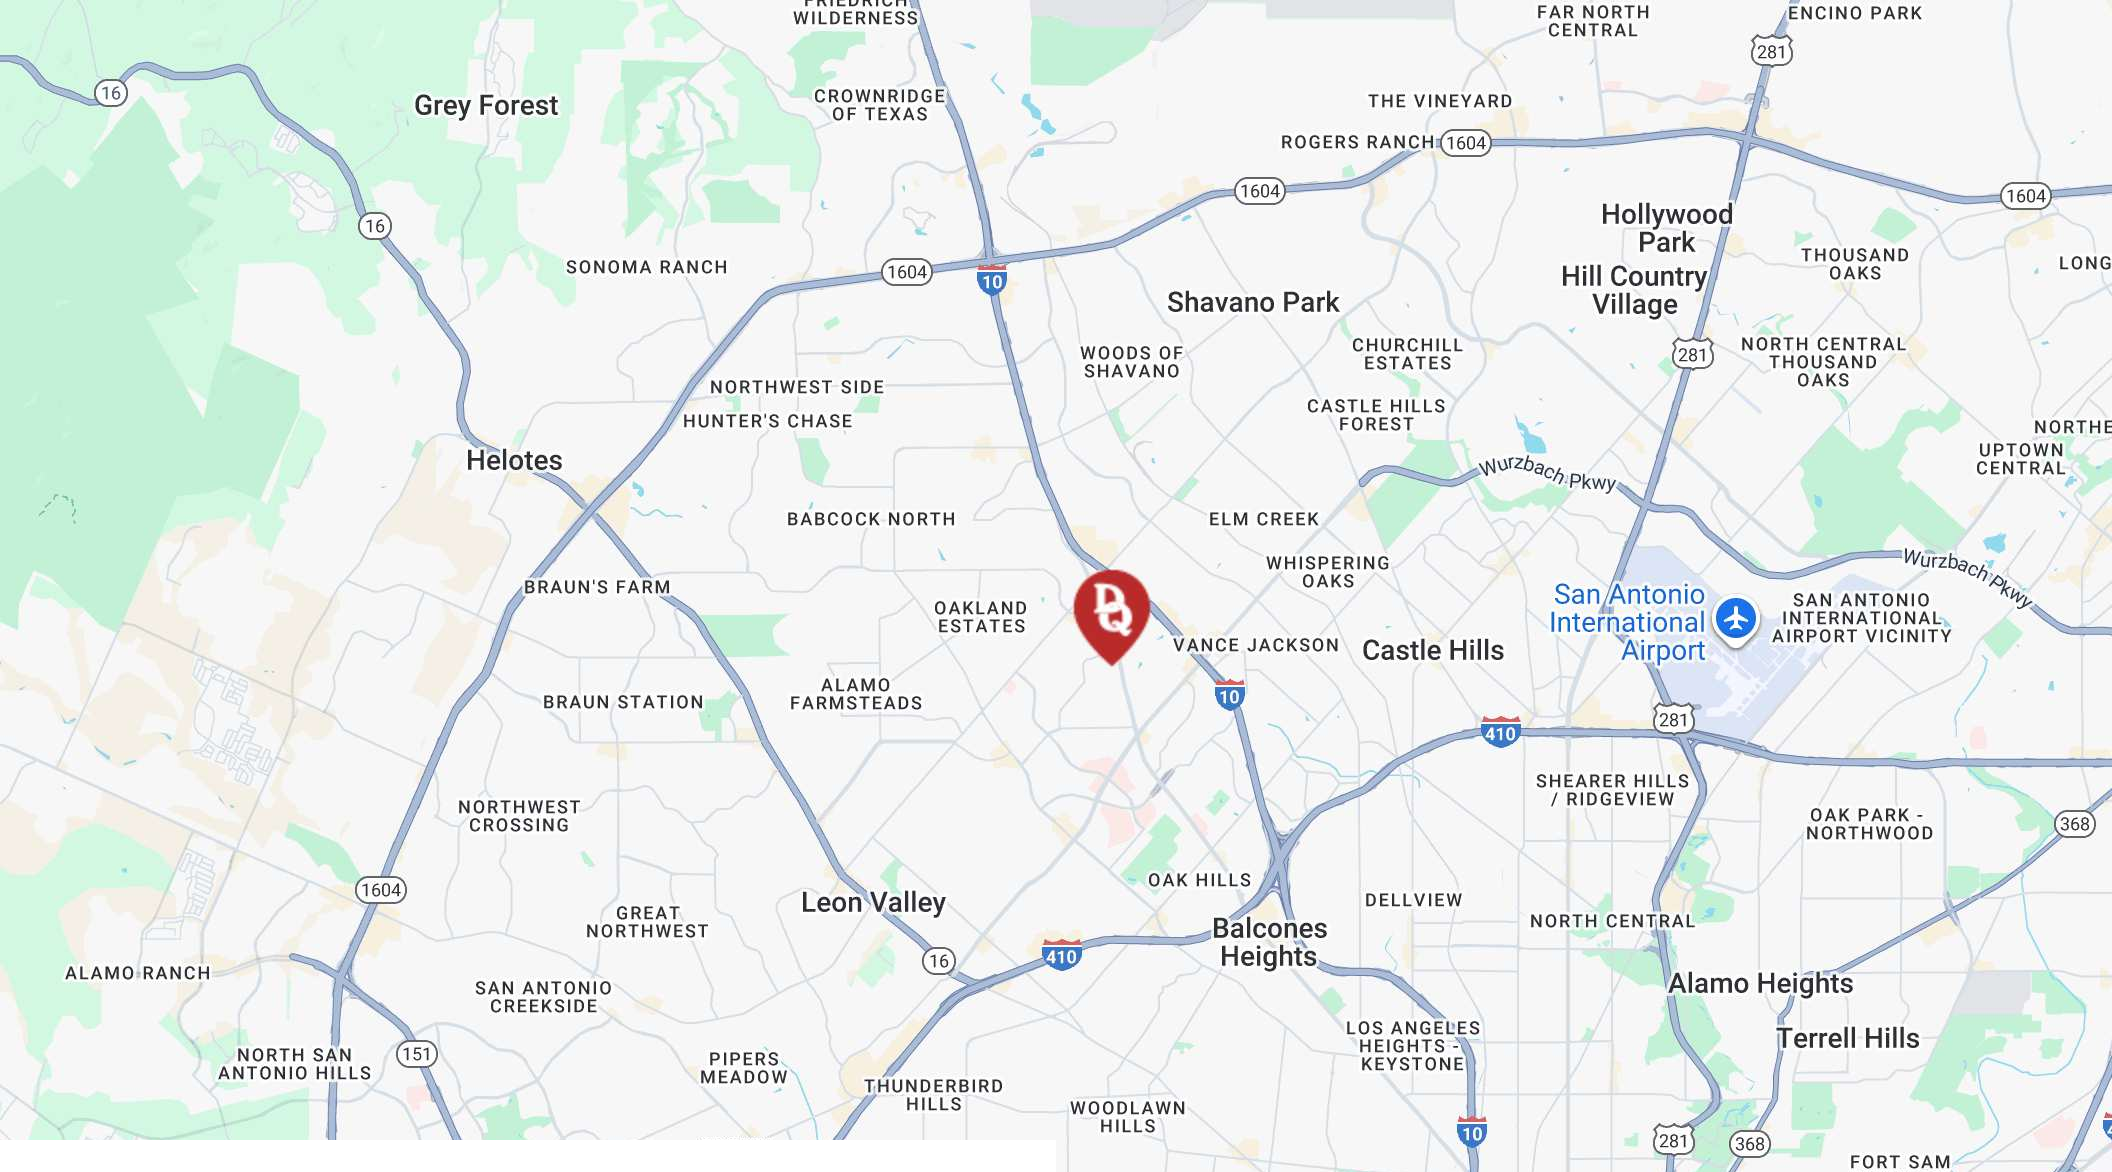 FRIEDRICH
WILDERNESS
FAR NORTH
CENTRAL
ENCINO PARK
281
16
Grey Forest
CROWNRIDGE
OF TEXAS
THE VINEYARD
ROGERS RANCH
1604
1604
1604
16
Hollywood
Park
SONOMA RANCH
1604
10
THOUSAND
OAKS
LONG
Hill Country
Village
Shavano Park
WOODS OF
SHAVANO
CHURCHILL
ESTATES
281
NORTH CENTRAL
THOUSAND
OAKS
NORTHWEST SIDE
HUNTER'S CHASE
CASTLE HILLS
FOREST
NORTHE
UPTOWN
CENTRAL
Helotes
Wurzbach Pkwy
BABCOCK NORTH
ELM CREEK
WHISPERING
OAKS
Wurzbach Pkwy
BRAUN'S FARM
OAKLAND
ESTATES
DQ
San Antonio
International
Airport
SAN ANTONIO
INTERNATIONAL
AIRPORT VICINITY
VANCE JACKSON
Castle Hills
BRAUN STATION
ALAMO
FARMSTEADS
10
281
410
SHEARER HILLS
/ RIDGEVIEW
NORTHWEST
CROSSING
OAK PARK -
NORTHWOOD
368
1604
Leon Valley
OAK HILLS
DELLVIEW
GREAT
NORTHWEST
NORTH CENTRAL
Balcones
Heights
16
410
ALAMO RANCH
SAN ANTONIO
CREEKSIDE
Alamo Heights
Terrell Hills
LOS ANGELES
HEIGHTS -
KEYSTONE
151
NORTH SAN
ANTONIO HILLS
PIPERS
MEADOW
THUNDERBIRD
HILLS
WOODLAWN
HILLS
10
281
368
FORT SAM